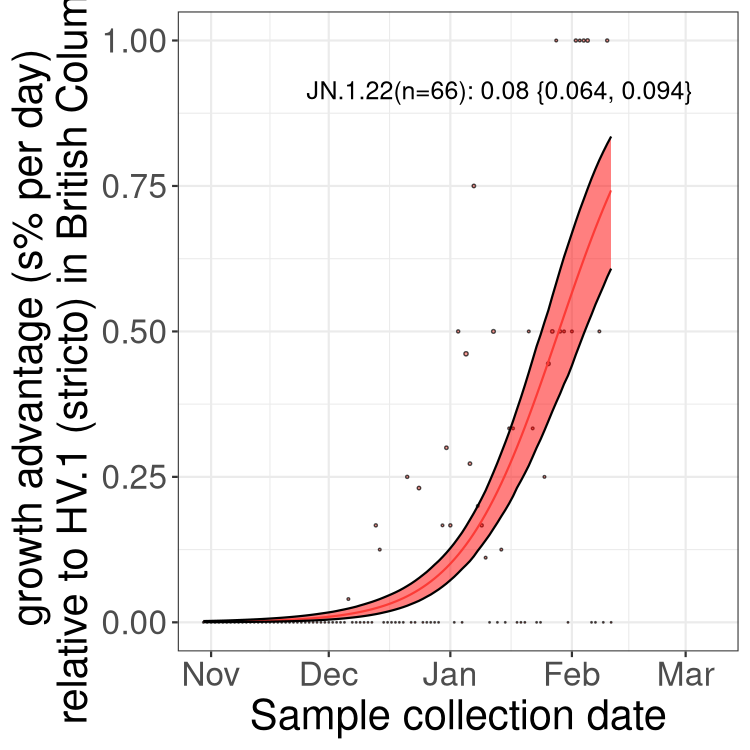 growth advantage (s% per day)
relative to HV.1 (stricto) in British Colum
1.00
0.75
0.50
0.25
0.00
JN.1.22(n=66): 0.08 {0.064, 0.094}
Nov Dec Jan Feb Mar
Sample collection date